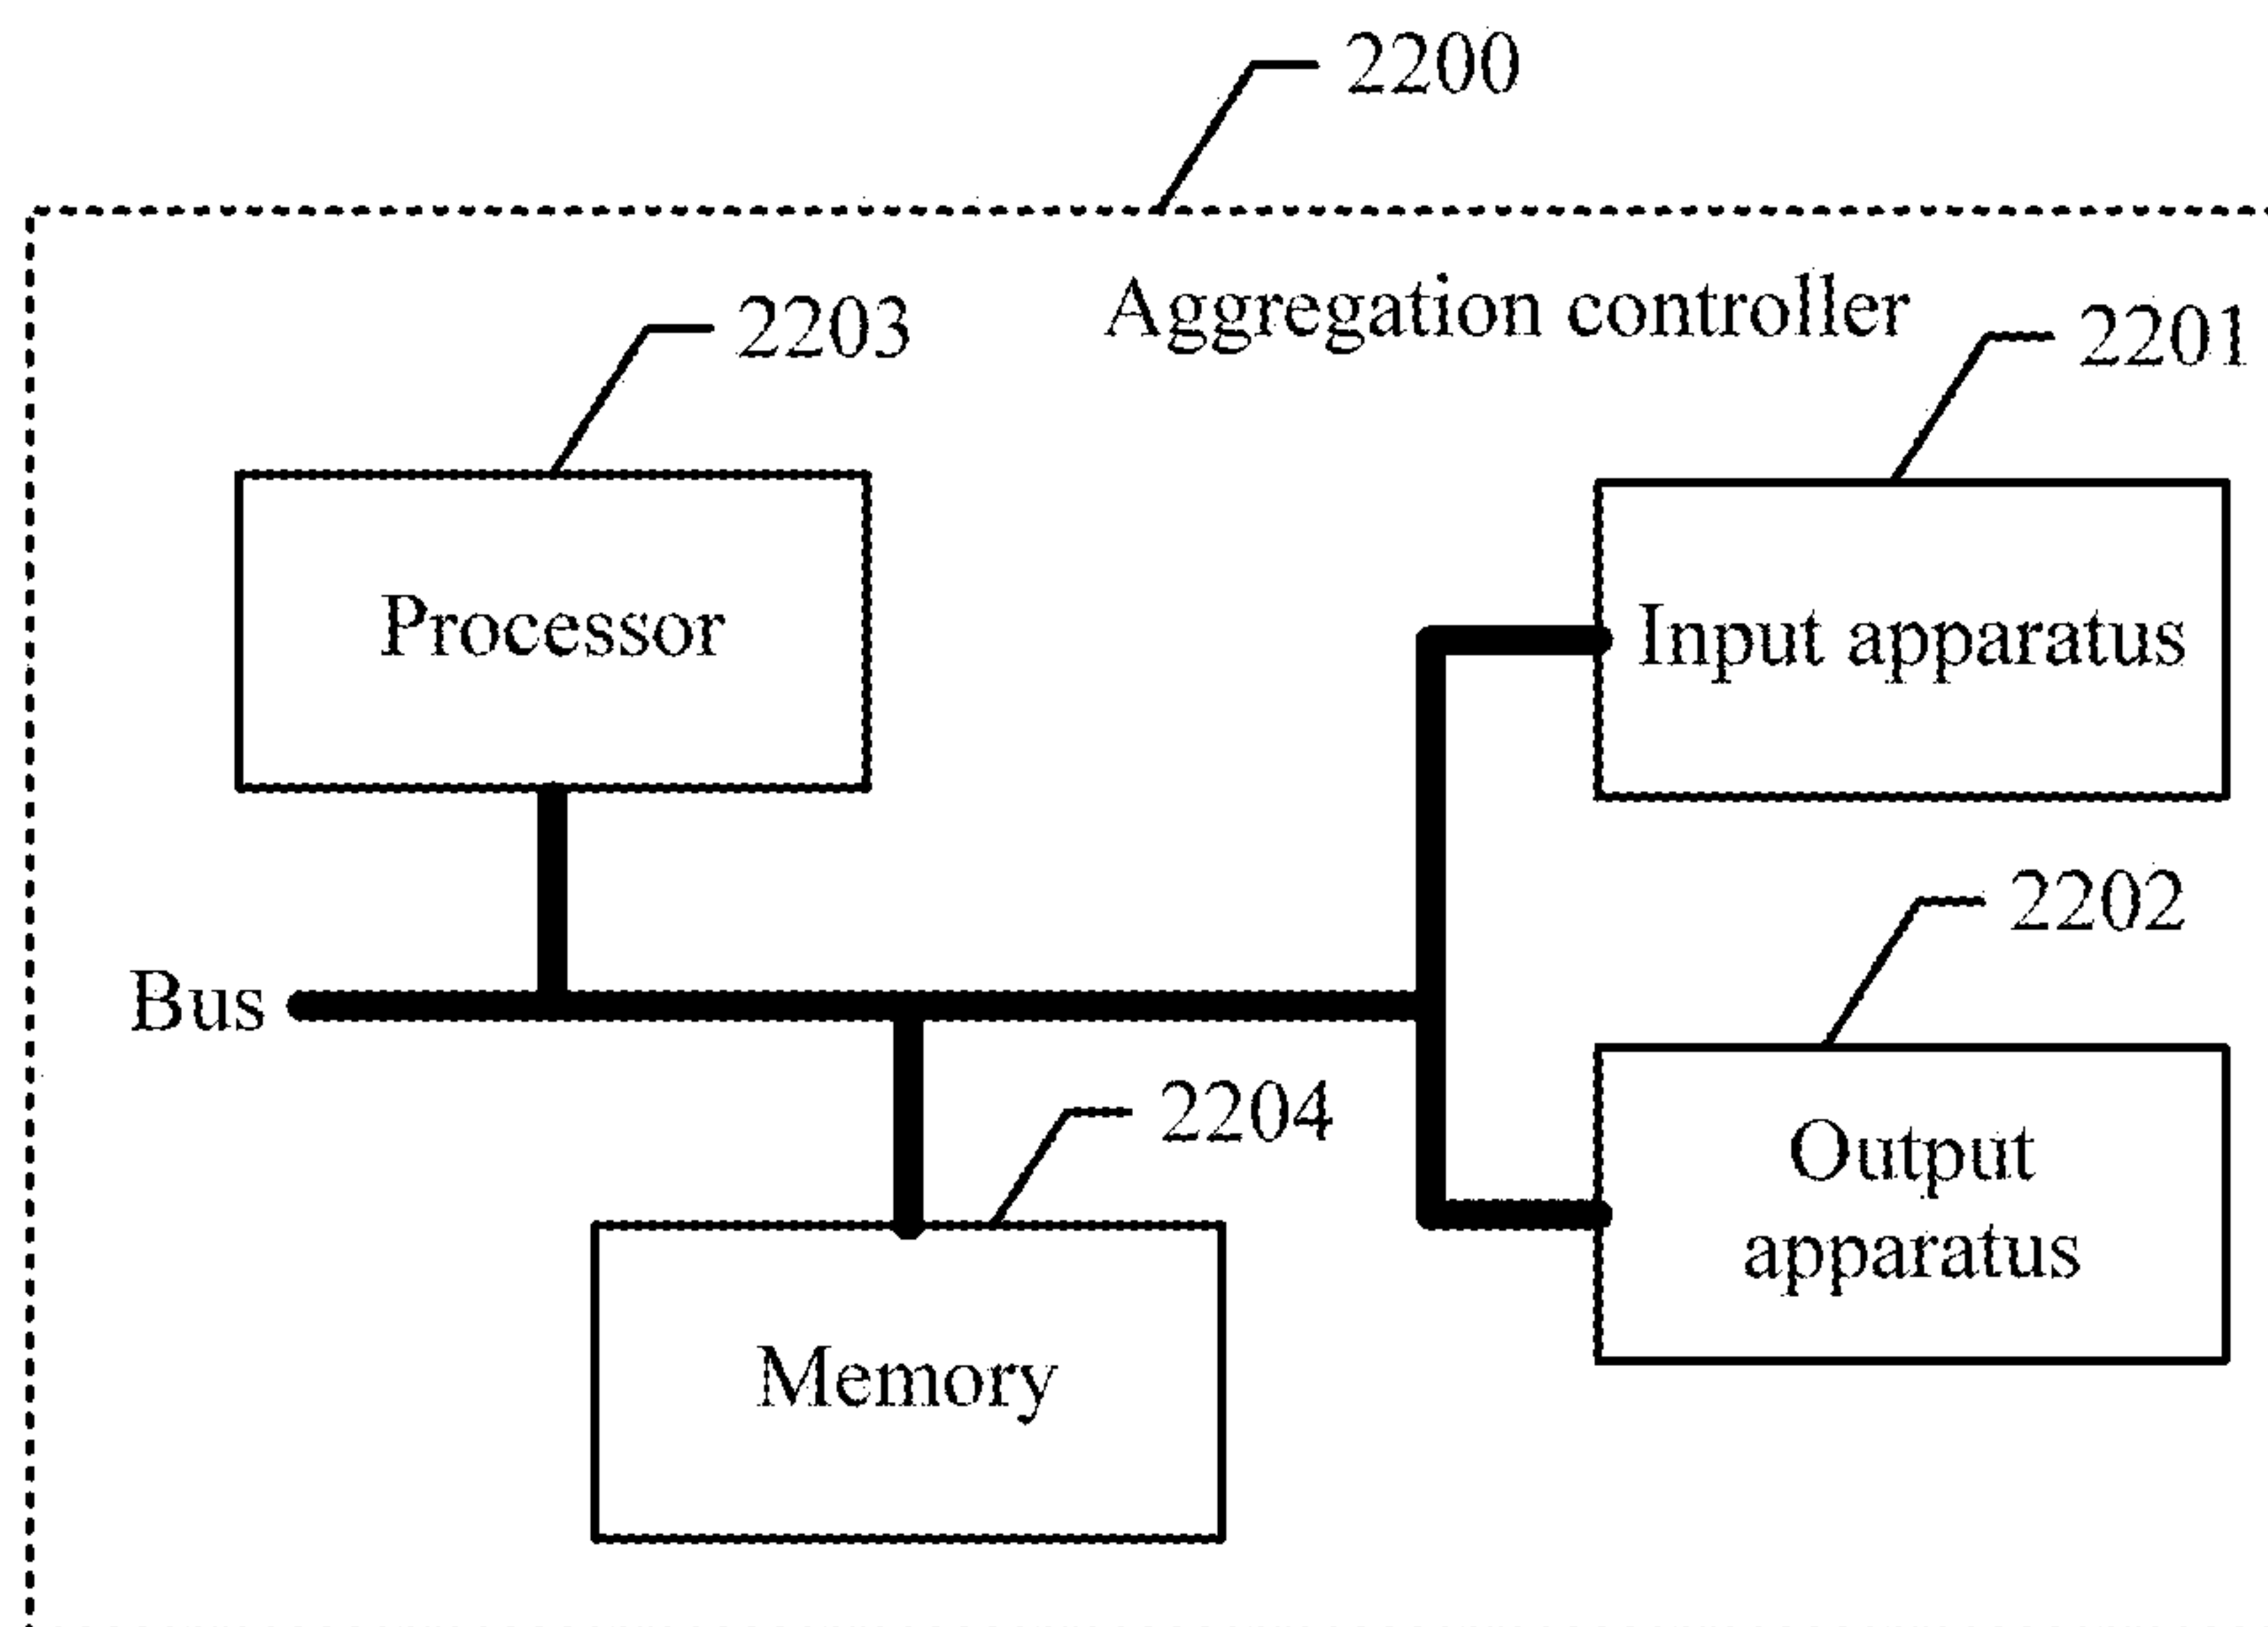 2200
Aggregation controller
2203
2201
Processor
Input apparatus
2202
Bus
2204
Output
apparatus
Memory